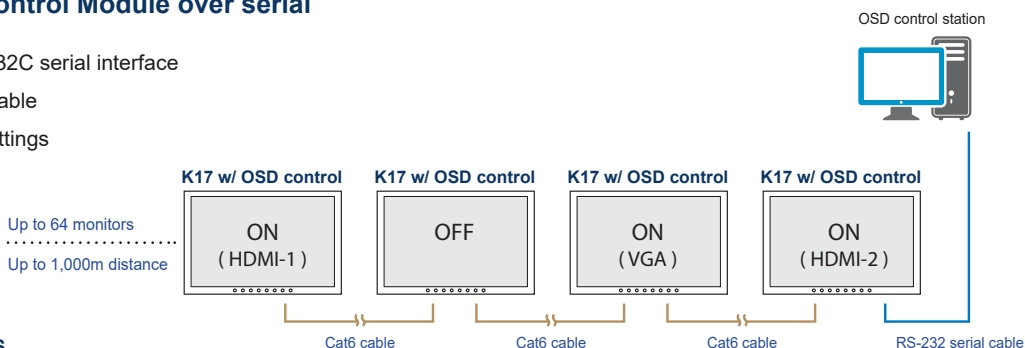 ontrol Module over serial
OSD control station
32C serial interface
able
ttings
K17 w/ OSD control
K17 w/ OSD control
K17 w/ OSD control
K17 w/ OSD control
Up to 64 monitors
Up to 1,000m distance
ON
( HDMI-1 )
OFF
ON
( VGA )
ON
( HDMI-2 )
Cat6 cable
Cat6 cable
Cat6 cable
RS-232 serial cable
s